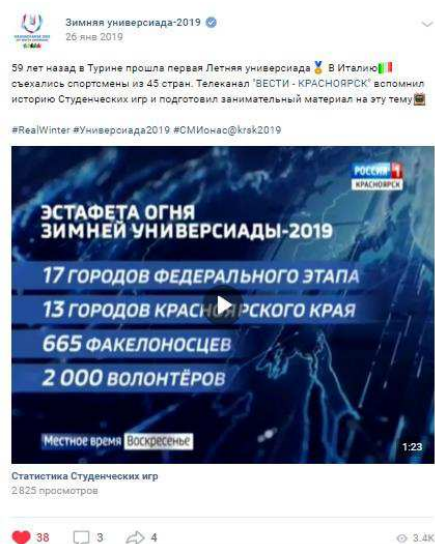 Зимняя универсиада-2019
26 янв 2019
59 лет назад в Турине прошла первая Летняя универсиада В Италию
съехались спортсмены из 45 стран. Телеканал "ВЕСТИ - КРАСНОЯРСК" вспомнил
историю Студенческих игр и подготовил занимательный материал на эту тему
#RealWinter #Универсиада2019 #СМИонас@krsk2019
РОССИЯ 1
КРАСНОЯРСК
ЭСТАФЕТА ОГНЯ
ЗИМНЕЙ УНИВЕРСИАДЫ-2019
17 ГОРОДОВ ФЕДЕРАЛЬНОГО ЭТАПА
13 ГОРОДОВ КРАСНОЯРСКОГО КРАЯ
665 ФАКЕЛОНОСЦЕВ
2 000 ВОЛОНТЁРОВ
Местное время Воскресенье
1:23
Статистика Студенческих игр
2 825 просмотров
38 3 4 3.4K